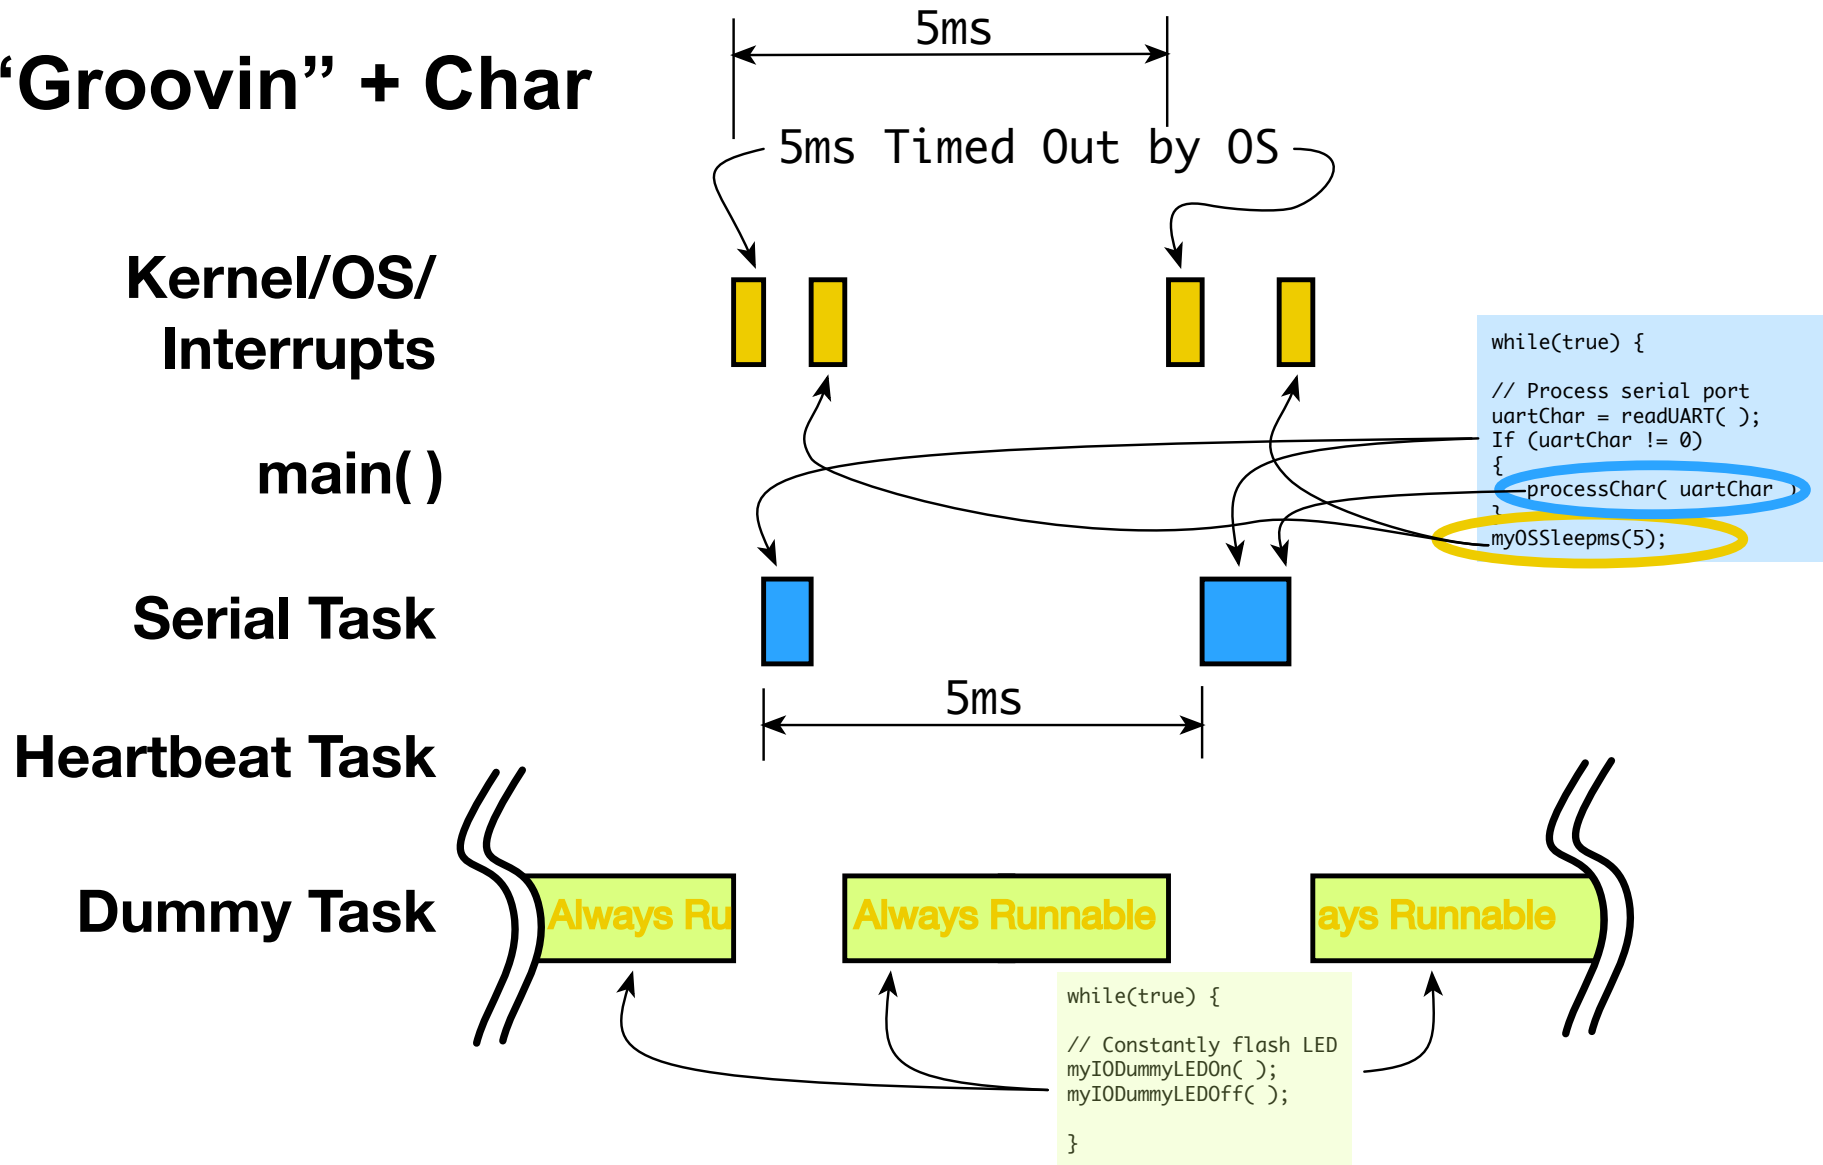 “Groovin” + Char
5ms
5ms Timed Out by OS
Kernel/OS/
Interrupts
main( )
Serial Task
Heartbeat Task
Dummy Task
while(true) {
// Process serial port
uartChar = readUART( );
If (uartChar != 0)
{
processChar( uartChar )
}
myOSSleepms(5);
5ms
Always Ru
Always Runnable
ays Runnable
while(true) {
// Constantly flash LED
myIODummyLEDOn( );
myIODummyLEDOff( );
}